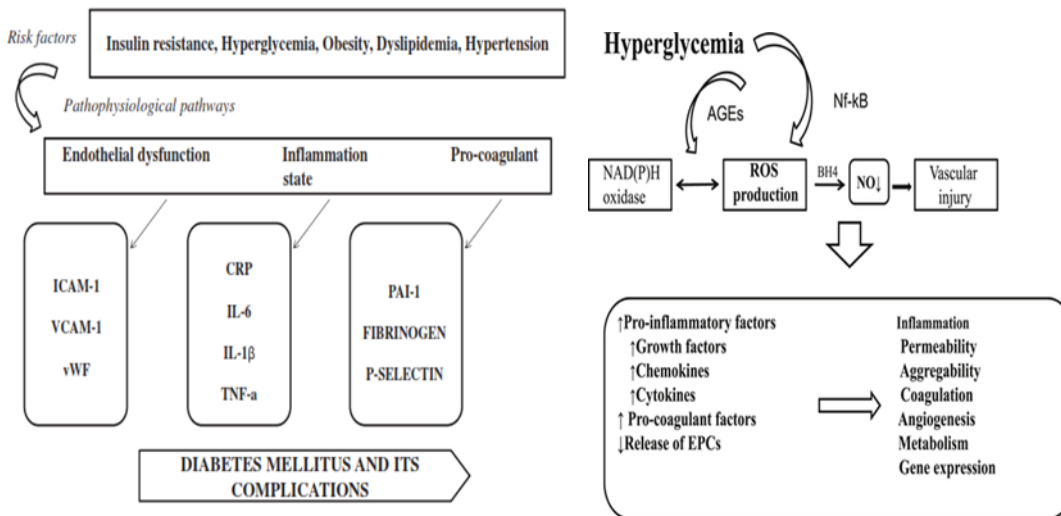 Risk factors
Insulin resistance, Hyperglycemia, Obesity, Dyslipidemia, Hypertension
Pathophysiological pathways
Endothelial dysfunction Inflammation Pro-coagulant
state
ICAM-1
VCAM-1
vWF
CRP
IL-6
IL-1β
TNF-a
PAI-1
FIBRINOGEN
P-SELECTIN
DIABETES MELLITUS AND ITS
COMPLICATIONS
Hyperglycemia
AGEs
Nf-kB
NAD(P)H
oxidase
ROS
production
BH4
NO↓
Vascular
injury
↑Pro-inflammatory factors
↑Growth factors
↑Chemokines
↑Cytokines
↑ Pro-coagulant factors
↓Release of EPCs
Inflammation
Permeability
Aggregability
Coagulation
Angiogenesis
Metabolism
Gene expression